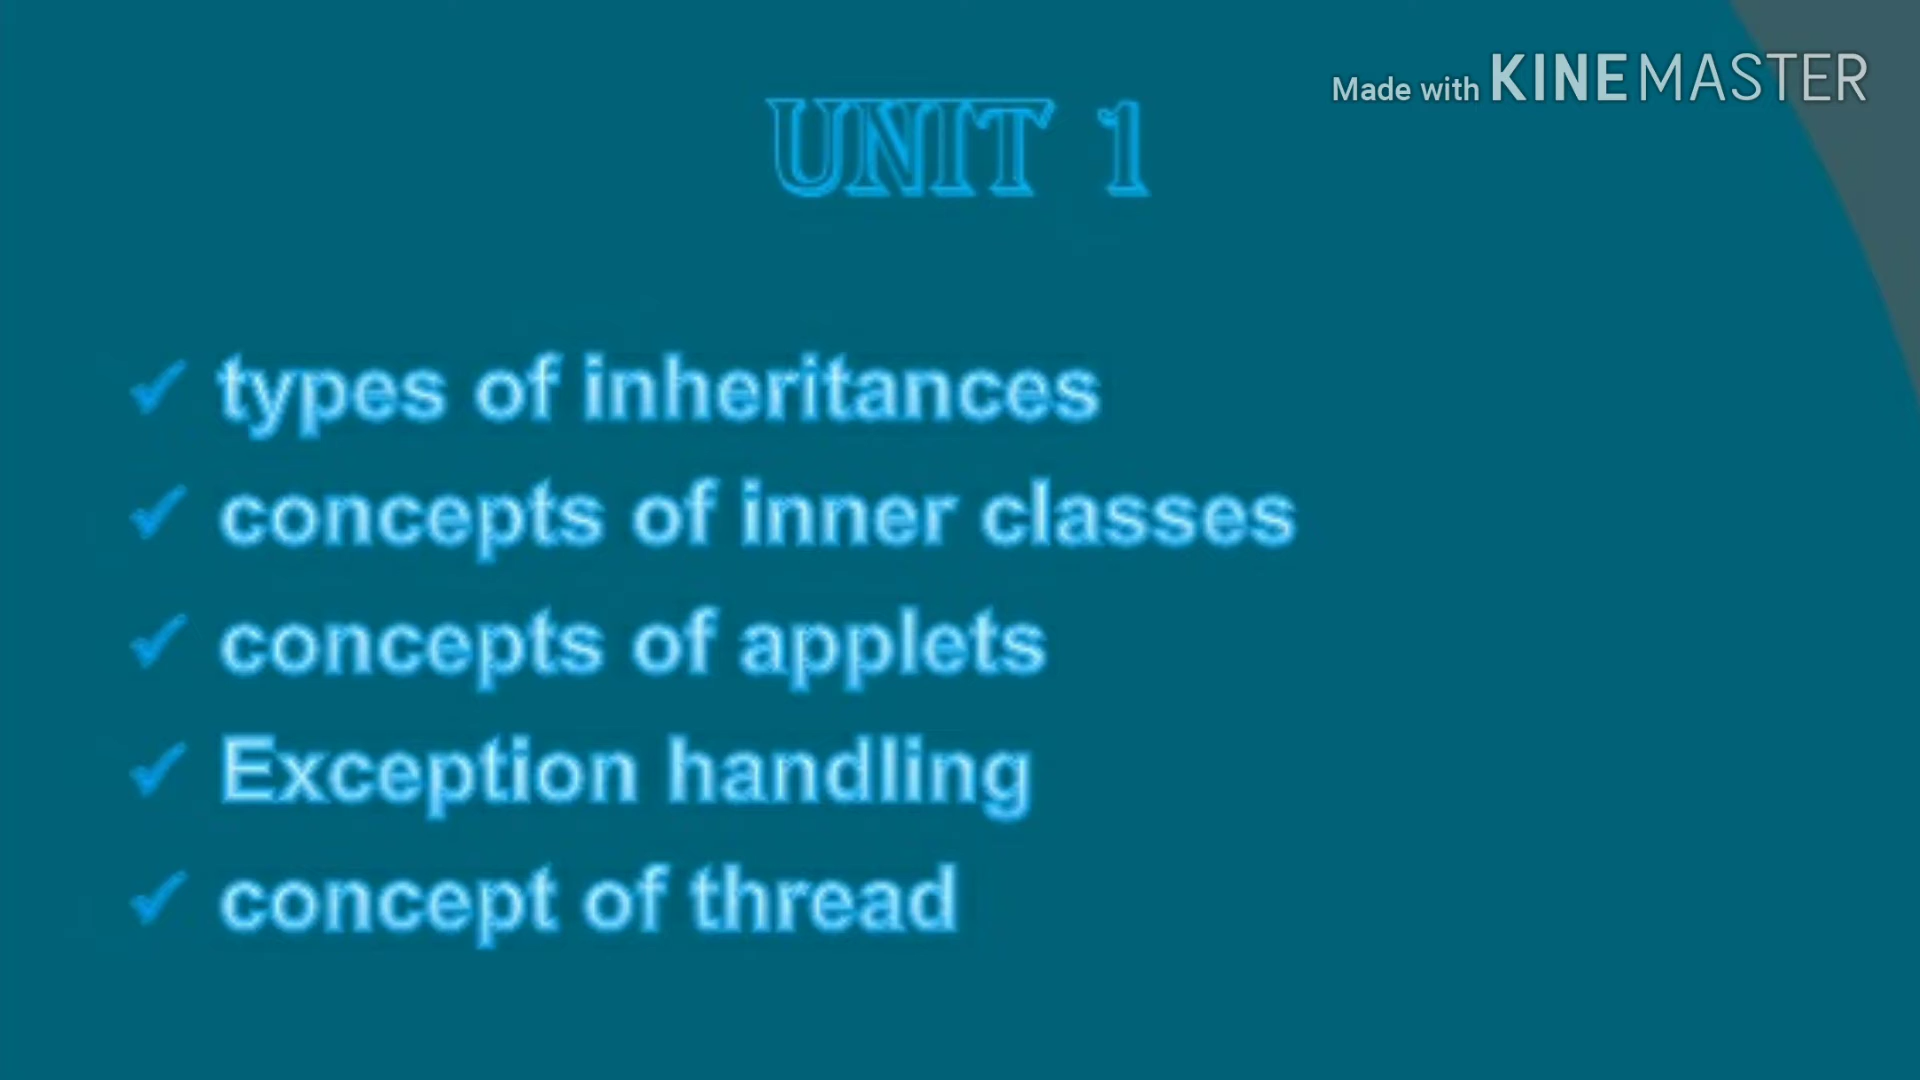 Made with KINEMASTER
UNIT 1
✓ types of inheritances
✓ concepts of inner classes
✓ concepts of applets
✓ Exception handling
✓ concept of thread